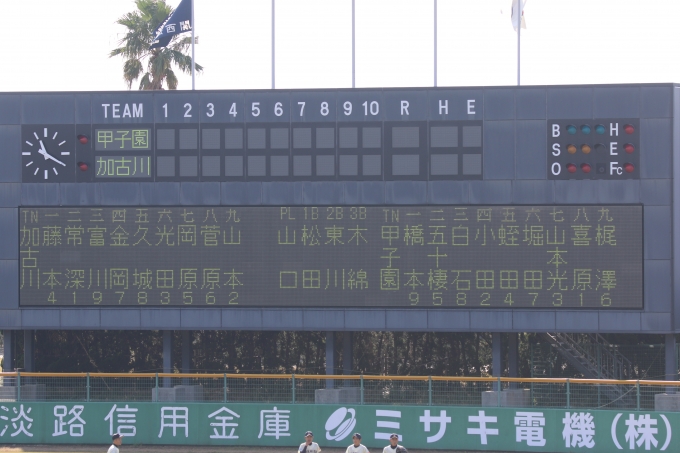 西関
TEAM 1 2 3 4 5 6 7 8 9 10 R H E
甲子園
加古川
B H
S E
O Fc
TN 一 二 三 四 五 六 七 八 九 PL 1B 2B 3B TN 一 二 三 四 五 六 七 八 九
加古川 藤本 常深 富川 金岡 久城 光田 岡原 菅原 山本 山口 松田 東川 木綿 甲子園 橋本 五十棲 白石 小田 蛭田 堀田 山本光 喜原 梶澤
4 1 9 7 8 3 5 6 2 9 5 8 2 4 7 3 1 6
淡路信用金庫 ミサキ電機(株)